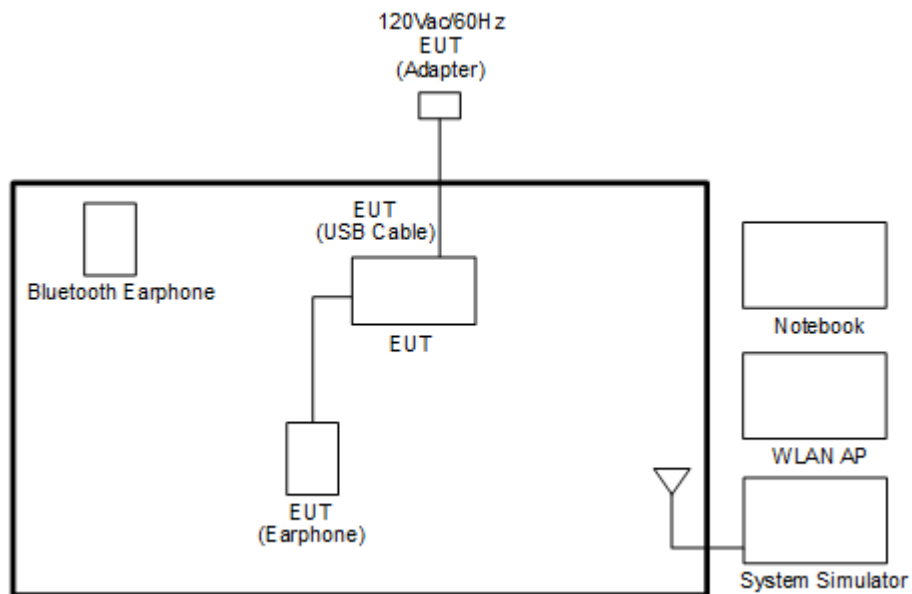 120Vac/60Hz
EUT
(Adapter)
EUT
(USB Cable)
Bluetooth Earphone
EUT
Notebook
WLAN AP
EUT
(Earphone)
System Simulator